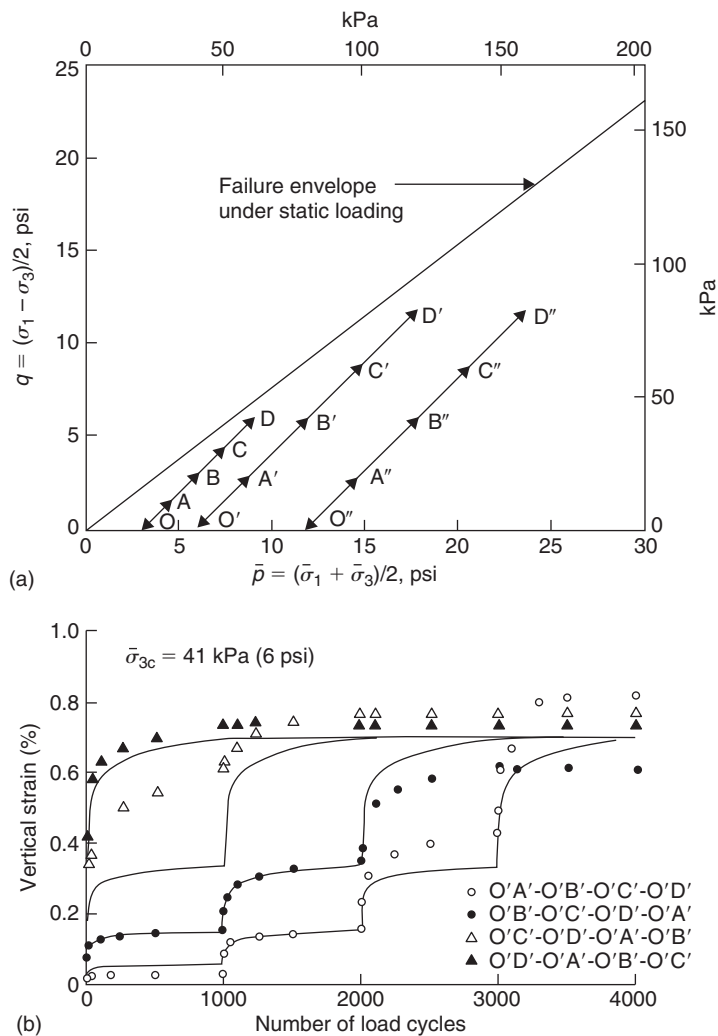 kPa
0 50 100 150 200
25
20
15
10
5
0
q = (σ₁ − σ₃)/2, psi
150
100
50
0
kPa
Failure envelope
under static loading
D′
D″
C′
C″
D
B′
B″
C
B
A′
A″
A
O
O′
O″
0 5 10 15 20 25 30
p̄ = (σ̄₁ + σ̄₃)/2, psi
(a)
1.0
0.8
0.6
0.4
0.2
0
Vertical strain (%)
σ̄₃c = 41 kPa (6 psi)
○ O′A′-O′B′-O′C′-O′D′
● O′B′-O′C′-O′D′-O′A′
△ O′C′-O′D′-O′A′-O′B′
▲ O′D′-O′A′-O′B′-O′C′
0 1000 2000 3000 4000
Number of load cycles
(b)